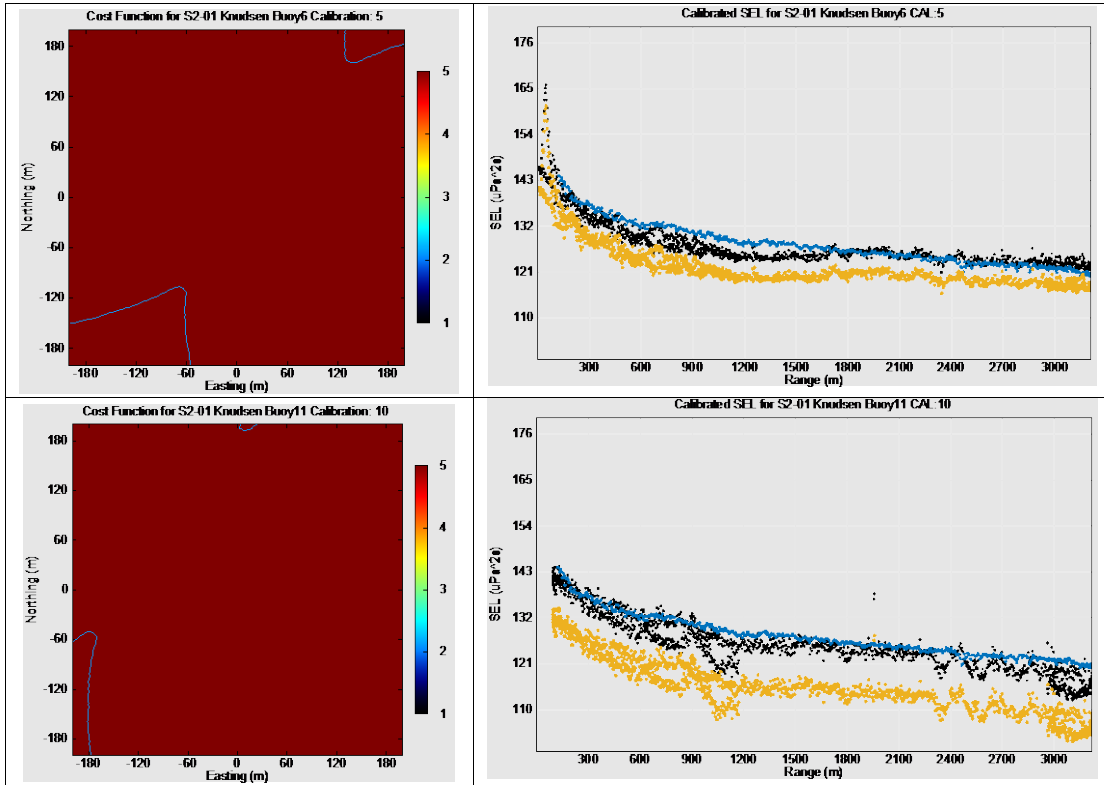 Cost Function for S2-01 Knudsen Buoy6 Calibration: 5
180
120
60
0
-60
-120
-180
Northing (m)
-180 -120 -60 0 60 120 180
Easting (m)
5
4
3
2
1
Calibrated SEL for S2-01 Knudsen Buoy6 CAL:5
176
165
154
143
132
121
110
SEL (uPa^2s)
300 600 900 1200 1500 1800 2100 2400 2700 3000
Range (m)
Cost Function for S2-01 Knudsen Buoy11 Calibration: 10
180
120
60
0
-60
-120
-180
Northing (m)
-180 -120 -60 0 60 120 180
Easting (m)
5
4
3
2
1
Calibrated SEL for S2-01 Knudsen Buoy11 CAL:10
176
165
154
143
132
121
110
SEL (uPa^2s)
300 600 900 1200 1500 1800 2100 2400 2700 3000
Range (m)